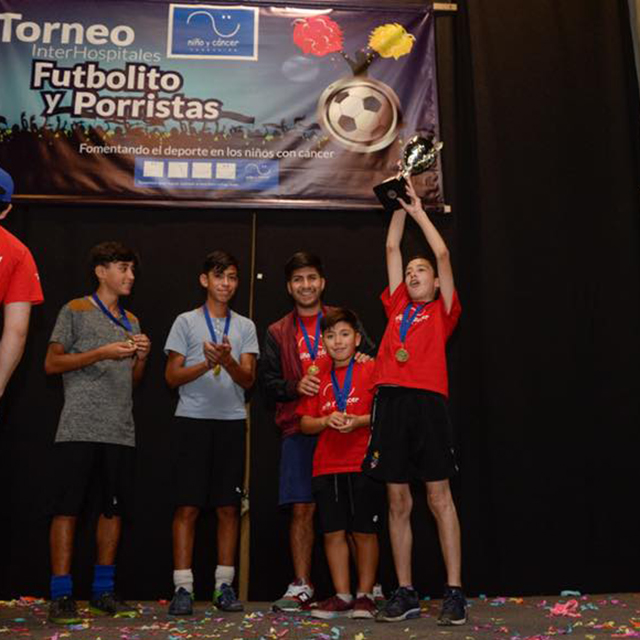 Torneo
InterHospitales
Futbolito
y Porristas
niño y cáncer
Fomentando el deporte en los niños con cáncer